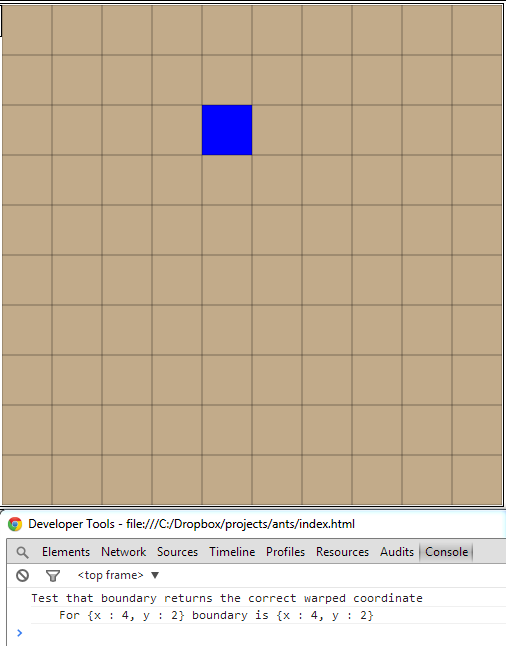 Developer Tools - file:///C:/Dropbox/projects/ants/index.html
Elements Network Sources Timeline Profiles Resources Audits Console
<top frame> ▼
Test that boundary returns the correct warped coordinate
For {x : 4, y : 2} boundary is {x : 4, y : 2}
>